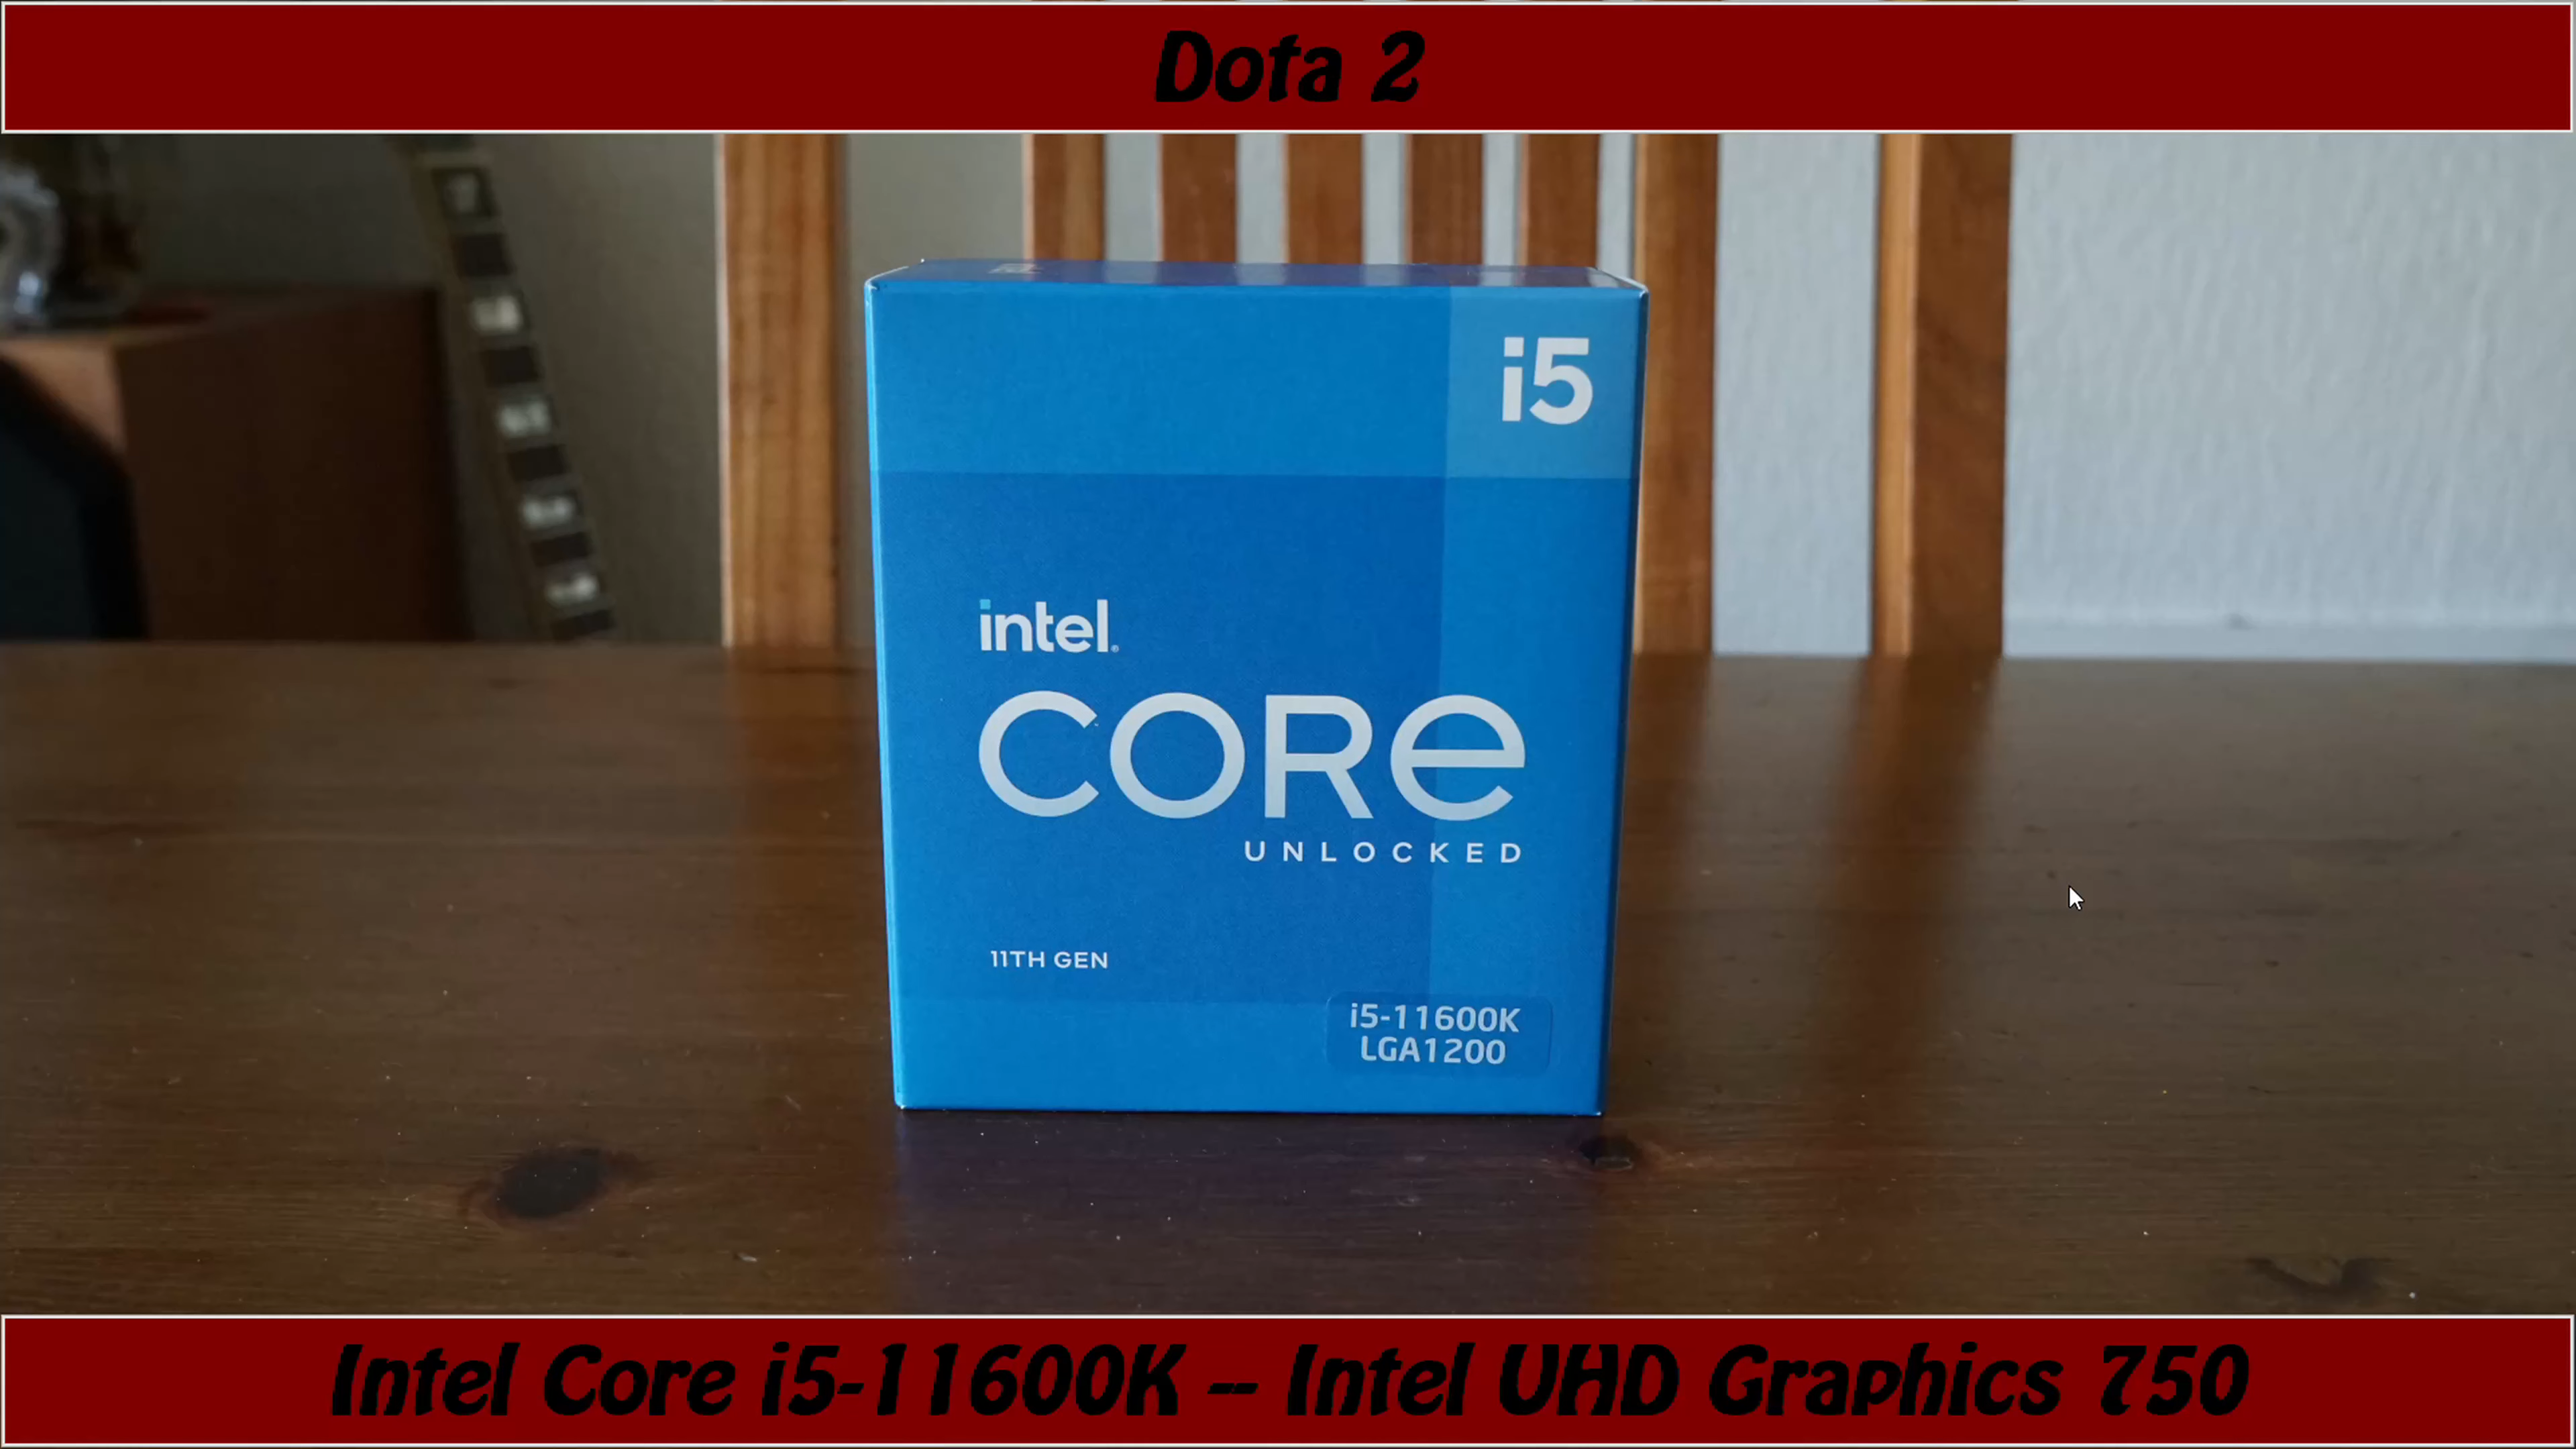 Dota 2
i5
intel
CORE
UNLOCKED
11TH GEN
i5-11600K
LGA1200
Intel Core i5-11600K -- Intel UHD Graphics 750